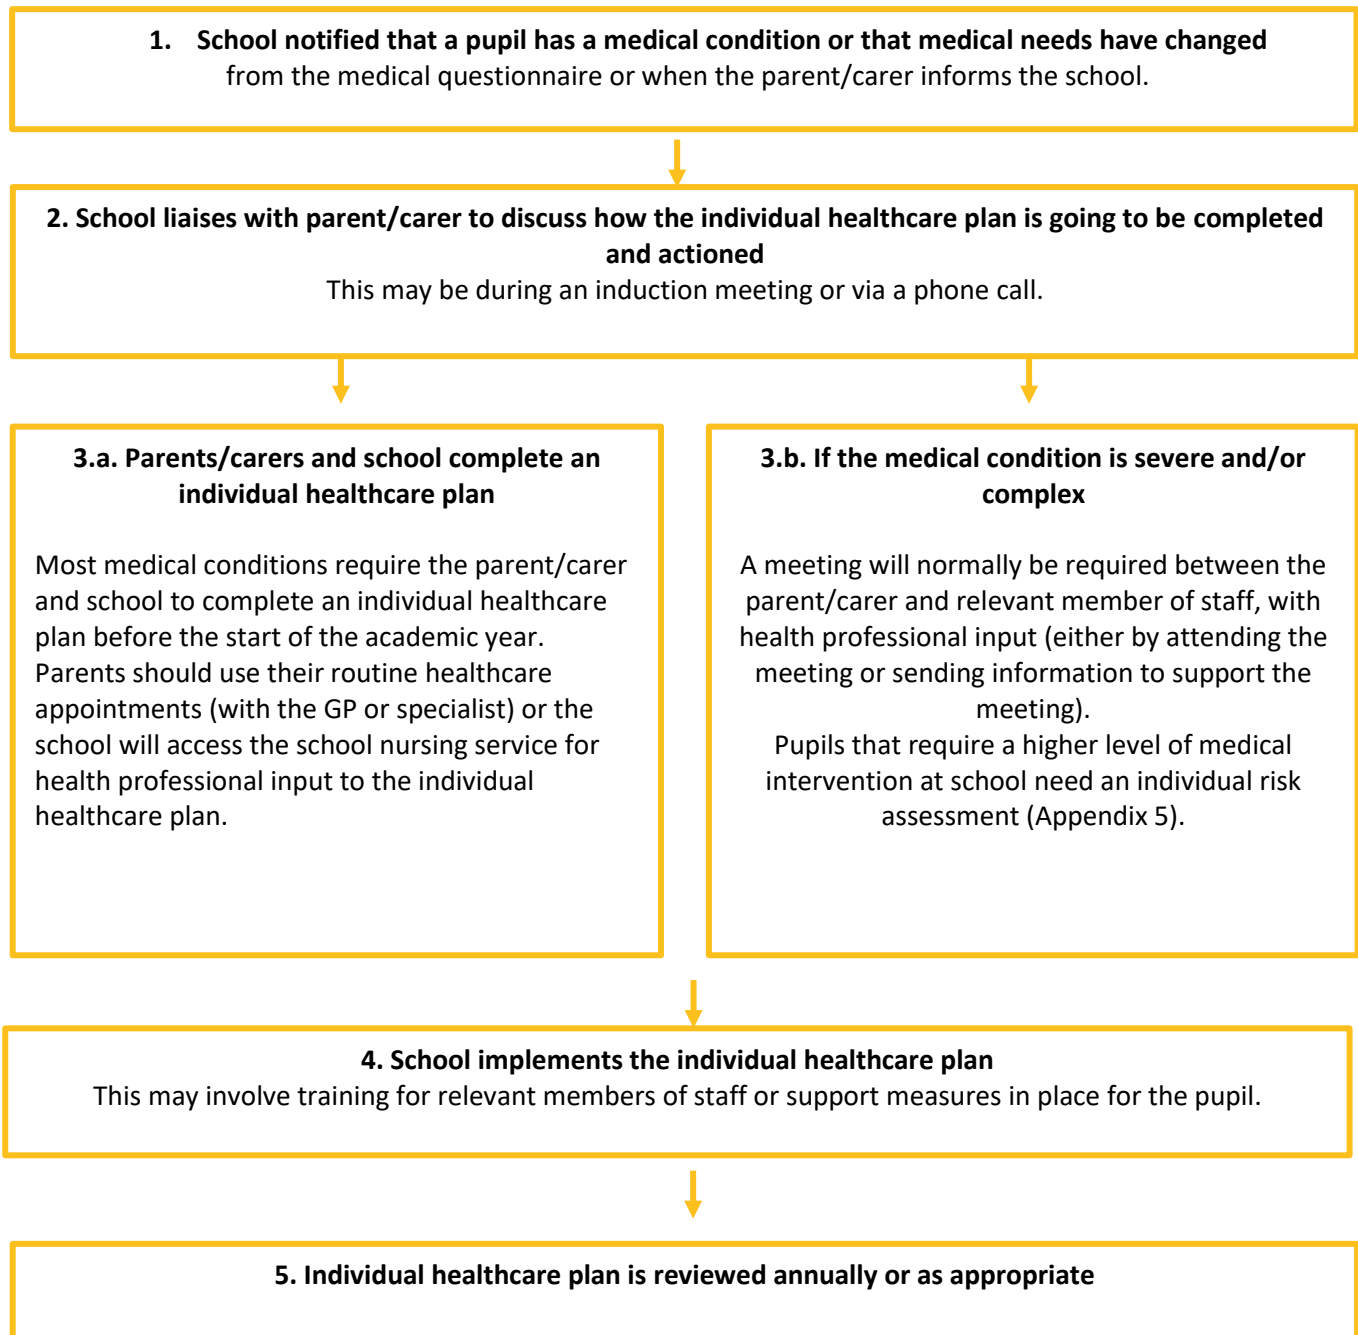 1. School notified that a pupil has a medical condition or that medical needs have changed
from the medical questionnaire or when the parent/carer informs the school.
2. School liaises with parent/carer to discuss how the individual healthcare plan is going to be completed
and actioned
This may be during an induction meeting or via a phone call.
3.a. Parents/carers and school complete an
individual healthcare plan
Most medical conditions require the parent/carer
and school to complete an individual healthcare
plan before the start of the academic year.
Parents should use their routine healthcare
appointments (with the GP or specialist) or the
school will access the school nursing service for
health professional input to the individual
healthcare plan.
3.b. If the medical condition is severe and/or
complex
A meeting will normally be required between the
parent/carer and relevant member of staff, with
health professional input (either by attending the
meeting or sending information to support the
meeting).
Pupils that require a higher level of medical
intervention at school need an individual risk
assessment (Appendix 5).
4. School implements the individual healthcare plan
This may involve training for relevant members of staff or support measures in place for the pupil.
5. Individual healthcare plan is reviewed annually or as appropriate